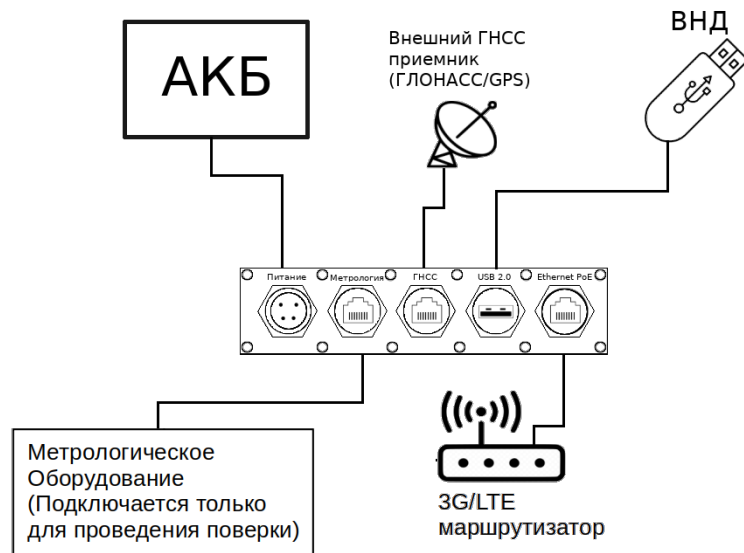 ВНД
АКБ
Внешний ГНСС
приемник
(ГЛОНАСС/GPS)
Питание
Метрология
ГНСС
USB 2.0
Ethernet PoE
Метрологическое
Оборудование
(Подключается только
для проведения поверки)
3G/LTE
маршрутизатор